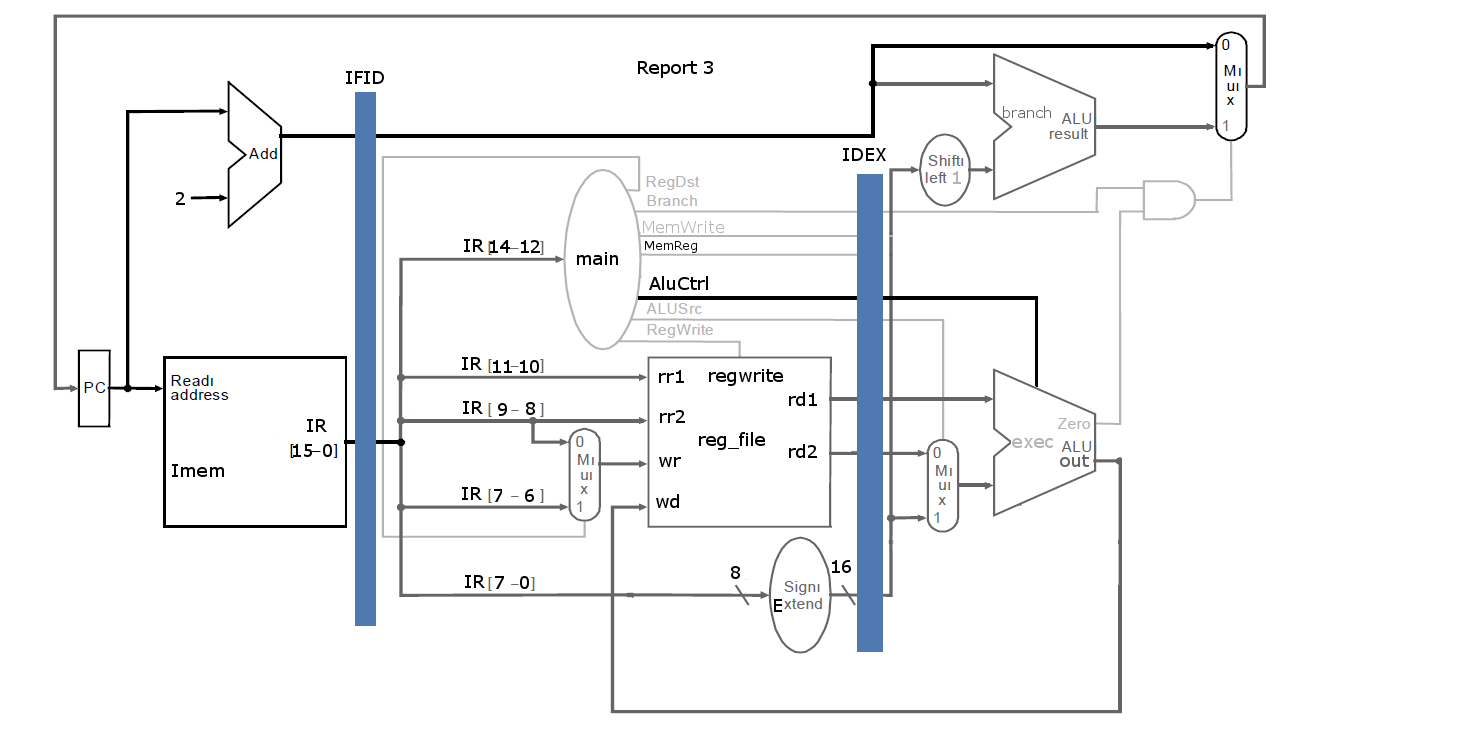 Report 3
IFID
IDEX
Add
2
PC
Readı
address
IR
[15–0]
Imem
IR [14–12]
main
RegDst
Branch
MemWrite
MemReg
AluCtrl
ALUSrc
RegWrite
IR [11–10]
IR [ 9 – 8 ]
IR [7 – 6 ]
IR [7 –0]
0
Mı
uı
x
1
rr1
regwrite
rd1
rr2
reg_file
rd2
wr
wd
8
Signı
Extend
16
Shiftı
left 1
branch
ALU
result
0
Mı
uı
x
1
0
Mı
uı
x
1
Zero
exec
ALU
out